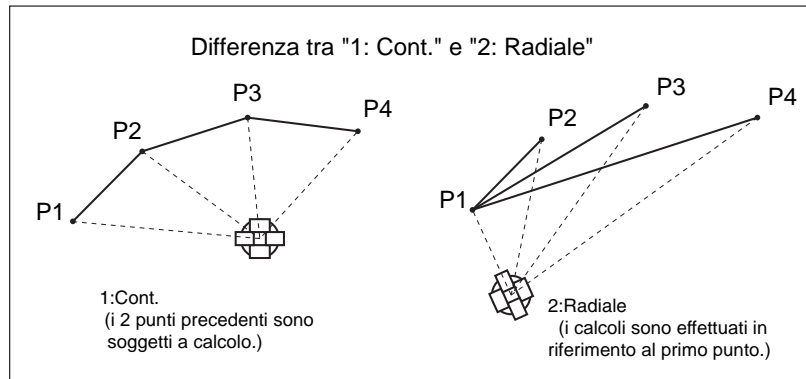 Differenza tra "1: Cont." e "2: Radiale"
P1
P2
P3
P4
1:Cont.
(i 2 punti precedenti sono
soggetti a calcolo.)
P1
P2
P3
P4
2:Radiale
(i calcoli sono effettuati in
riferimento al primo punto.)